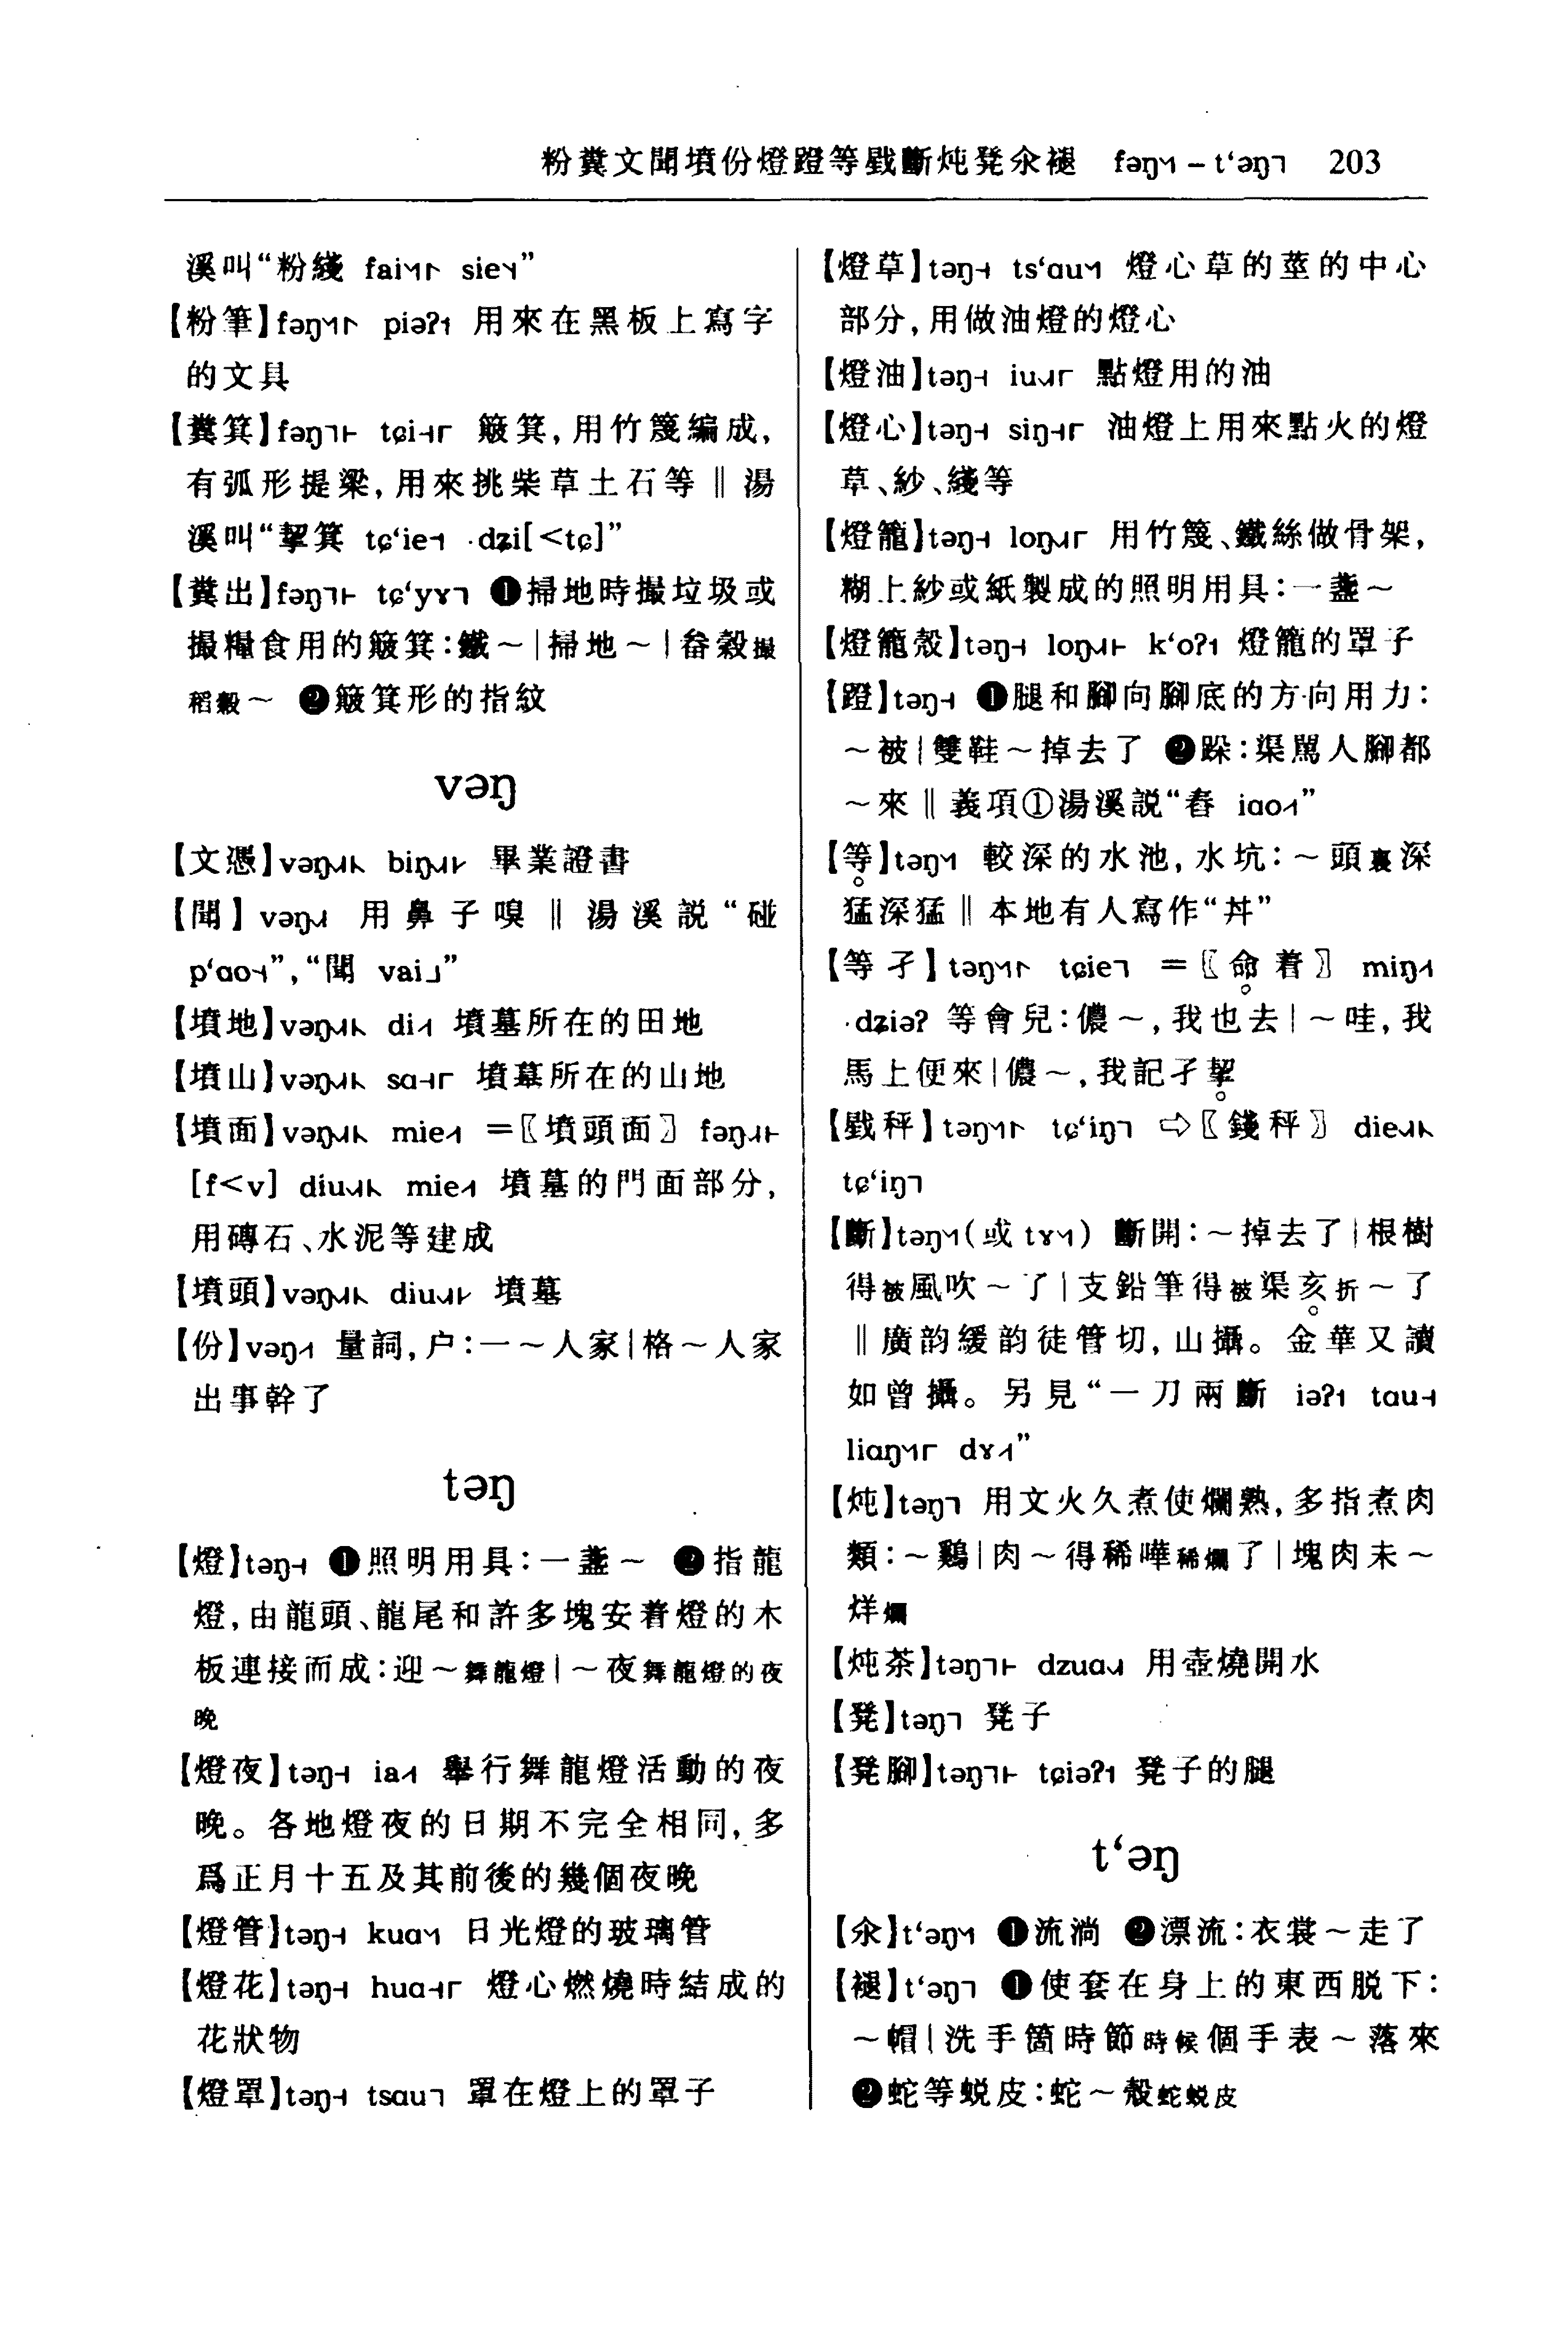 粉糞文聞墳份燈蹬等戥斷炖凳氽褪 fəŋ˥˧ – t‘əŋ˥ 203
溪叫“粉綫 fai sie”
【粉筆】fəŋ piəʔ 用來在黑板上寫字
的文具
【糞箕】fəŋ tɕi 簸箕，用竹篾編成，
有弧形提梁，用來挑柴草土石等‖湯
溪叫“挈箕 tɕ‘ie ·dʑi[<tɕ]”
【糞出】fəŋ tɕ‘yɤ ❶掃地時撮垃圾或
撮糧食用的簸箕：鐵～|掃地～|畚穀撮
稻穀～ ❷簸箕形的指紋
vəŋ
【文憑】vəŋ biŋ 畢業證書
【聞】vəŋ 用鼻子嗅‖湯溪說“碰
p‘ɑo”，“聞 vai”
【墳地】vəŋ di 墳墓所在的田地
【墳山】vəŋ sɑ 墳墓所在的山地
【墳面】vəŋ mie ＝〖墳頭面〗fəŋ
[f<v] diu mie 墳墓的門面部分，
用磚石、水泥等建成
【墳頭】vəŋ diu 墳墓
【份】vəŋ 量詞，户：一～人家|格～人家
出事幹了
təŋ
【燈】təŋ ❶照明用具：一盞～ ❷指龍
燈，由龍頭、龍尾和許多塊安着燈的木
板連接而成：迎～舞龍燈|～夜舞龍燈的夜
晚
【燈夜】təŋ iɑ 舉行舞龍燈活動的夜
晚。各地燈夜的日期不完全相同，多
爲正月十五及其前後的幾個夜晚
【燈管】təŋ kuɑ 日光燈的玻璃管
【燈花】təŋ huɑ 燈心燃燒時結成的
花狀物
【燈罩】təŋ tsɑu 罩在燈上的罩子
【燈草】təŋ ts‘ɑu 燈心草的莖的中心
部分，用做油燈的燈心
【燈油】təŋ iu 點燈用的油
【燈心】təŋ siŋ 油燈上用來點火的燈
草、紗、綫等
【燈籠】təŋ loŋ 用竹篾、鐵絲做骨架，
糊上紗或紙製成的照明用具：一盞～
【燈籠殼】təŋ loŋ k‘oʔ 燈籠的罩子
【蹬】təŋ ❶腿和腳向腳底的方向用力：
～被|雙鞋～掉去了 ❷跺：渠駡人腳都
～來‖義項①湯溪説“舂 iɑo”
【等】təŋ 較深的水池，水坑：～頭裏深
猛深猛‖本地有人寫作“丼”
【等孑】təŋ tɕie ＝〖命着〗miŋ
·dʑiəʔ 等會兒：儂～，我也去|～哇，我
馬上便來|儂～，我記孑挈
【戥秤】təŋ tɕ‘iŋ ⇨〖錢秤〗die
tɕ‘iŋ
【斷】təŋ(或 tɤ) 斷開：～掉去了|根樹
得被風吹～了|支鉛筆得被渠亥折～了
‖廣韵緩韵徒管切，山攝。金華又讀
如曾攝。另見“一刀兩斷 iəʔ tɑu
liɑŋ dɤ”
【炖】təŋ 用文火久煮使爛熟，多指煮肉
類：～鷄|肉～得稀嘩稀爛了|塊肉未～
烊爛
【炖茶】təŋ dzuɑ 用壺燒開水
【凳】təŋ 凳子
【凳腳】təŋ tɕiəʔ 凳子的腿
t‘əŋ
【氽】t‘əŋ ❶流淌 ❷漂流：衣裳～走了
【褪】t‘əŋ ❶使套在身上的東西脱下：
～帽|洗手箇時節時候個手表～落來
❷蛇等蜕皮：蛇～殼蛇蜕皮